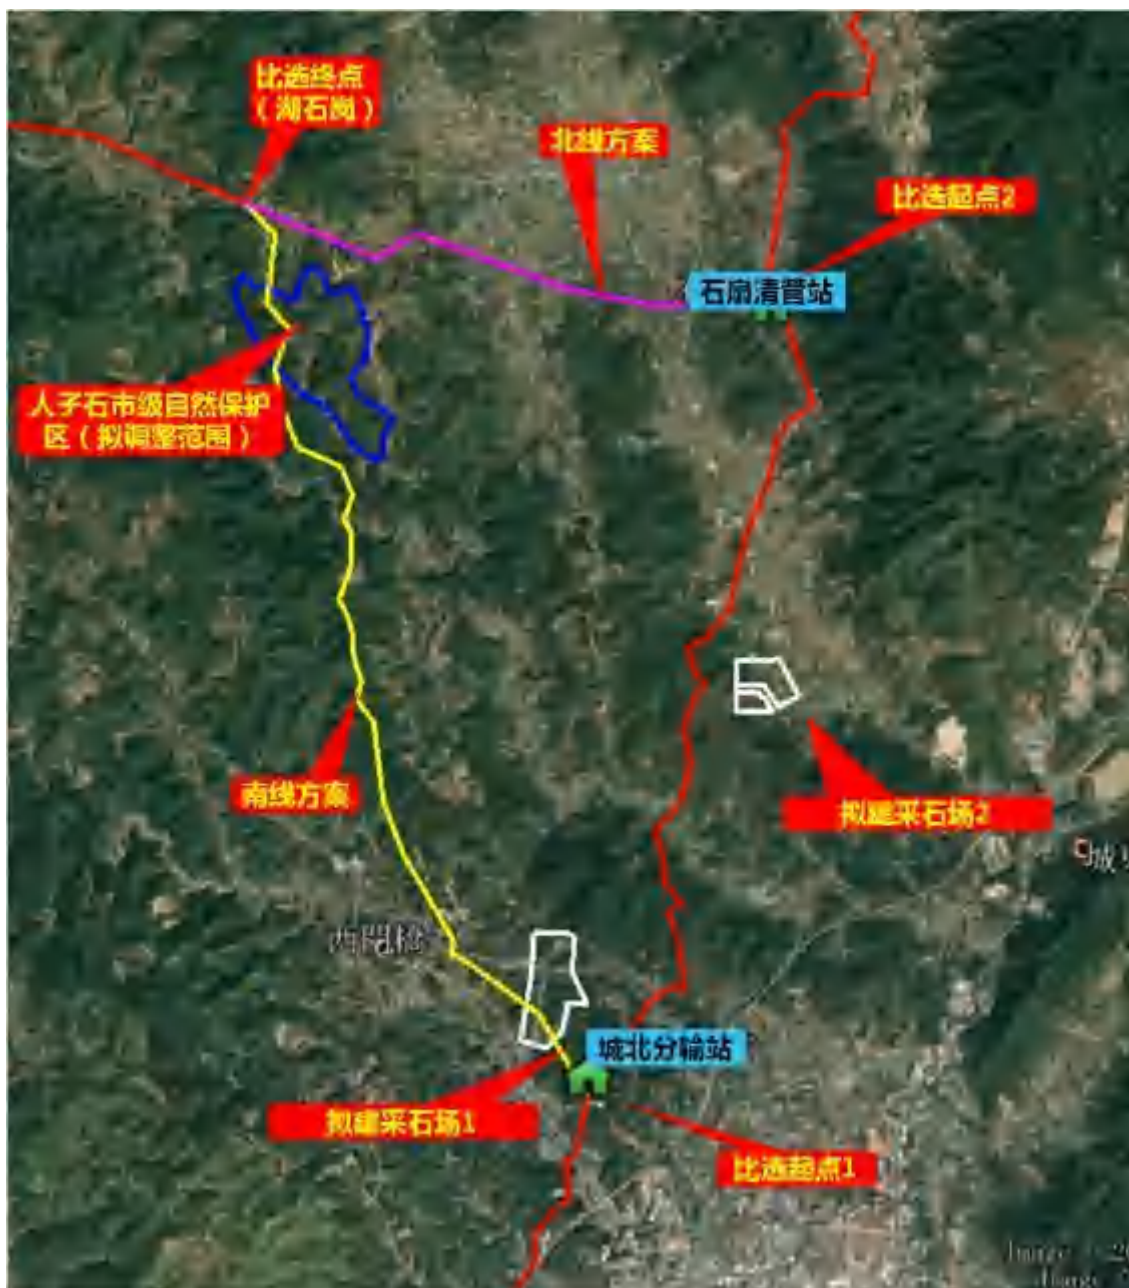 比选终点
（湖石岗）
北线方案
比选起点2
石扇清管站
人子石市级自然保护
区（拟调整范围）
南线方案
拟建采石场2
城
西阳
城北分输站
拟建采石场1
比选起点1
Image